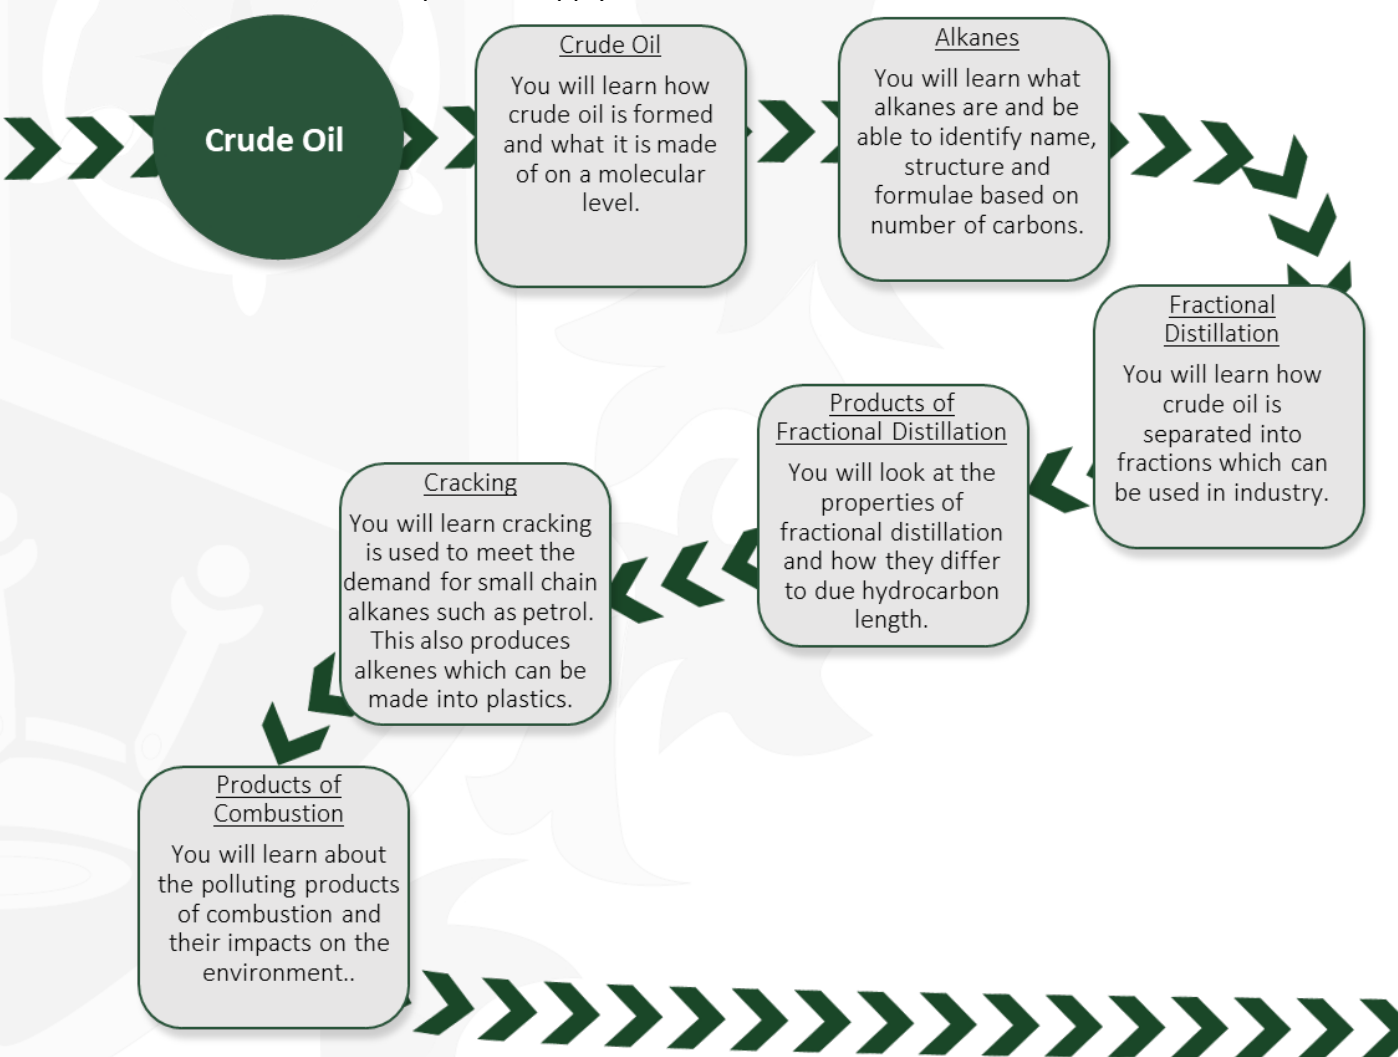 Crude Oil
Crude Oil
You will learn how
crude oil is formed
and what it is made
of on a molecular
level.
Alkanes
You will learn what
alkanes are and be
able to identify name,
structure and
formulae based on
number of carbons.
Fractional
Distillation
You will learn how
crude oil is
separated into
fractions which can
be used in industry.
Products of
Fractional Distillation
You will look at the
properties of
fractional distillation
and how they differ
to due hydrocarbon
length.
Cracking
You will learn cracking
is used to meet the
demand for small chain
alkanes such as petrol.
This also produces
alkenes which can be
made into plastics.
Products of
Combustion
You will learn about
the polluting products
of combustion and
their impacts on the
environment..